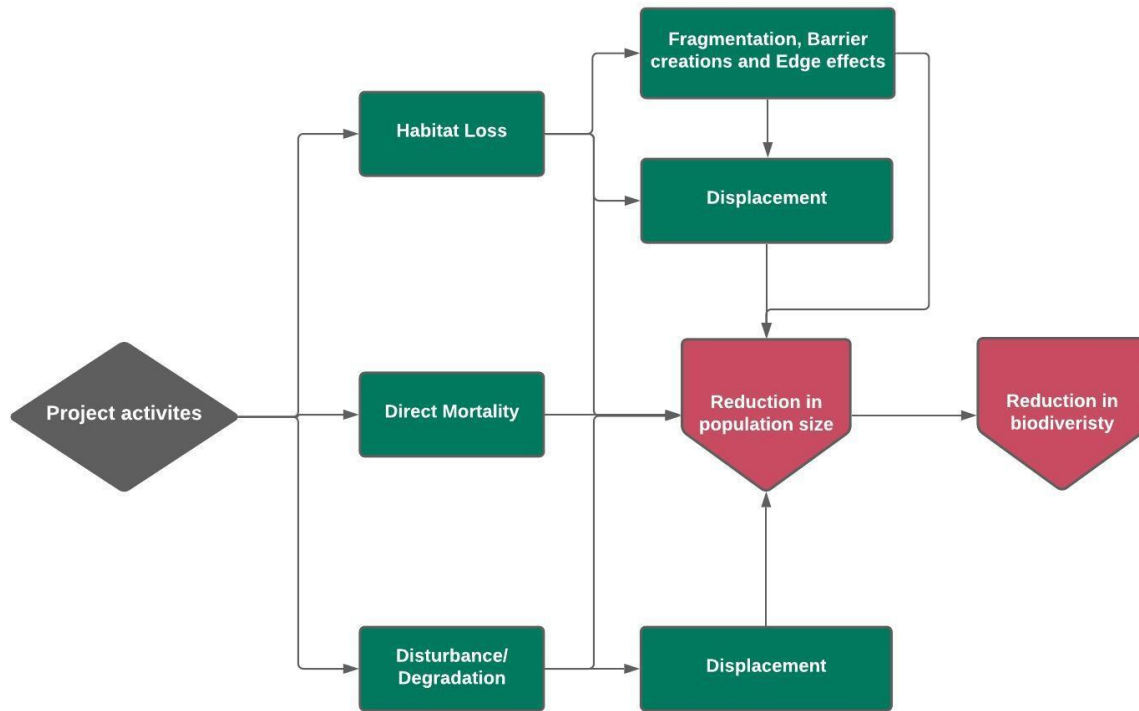 Fragmentation, Barrier
creations and Edge effects
Habitat Loss
Displacement
Project activites
Direct Mortality
Reduction in
population size
Reduction in
biodiveristy
Disturbance/
Degradation
Displacement